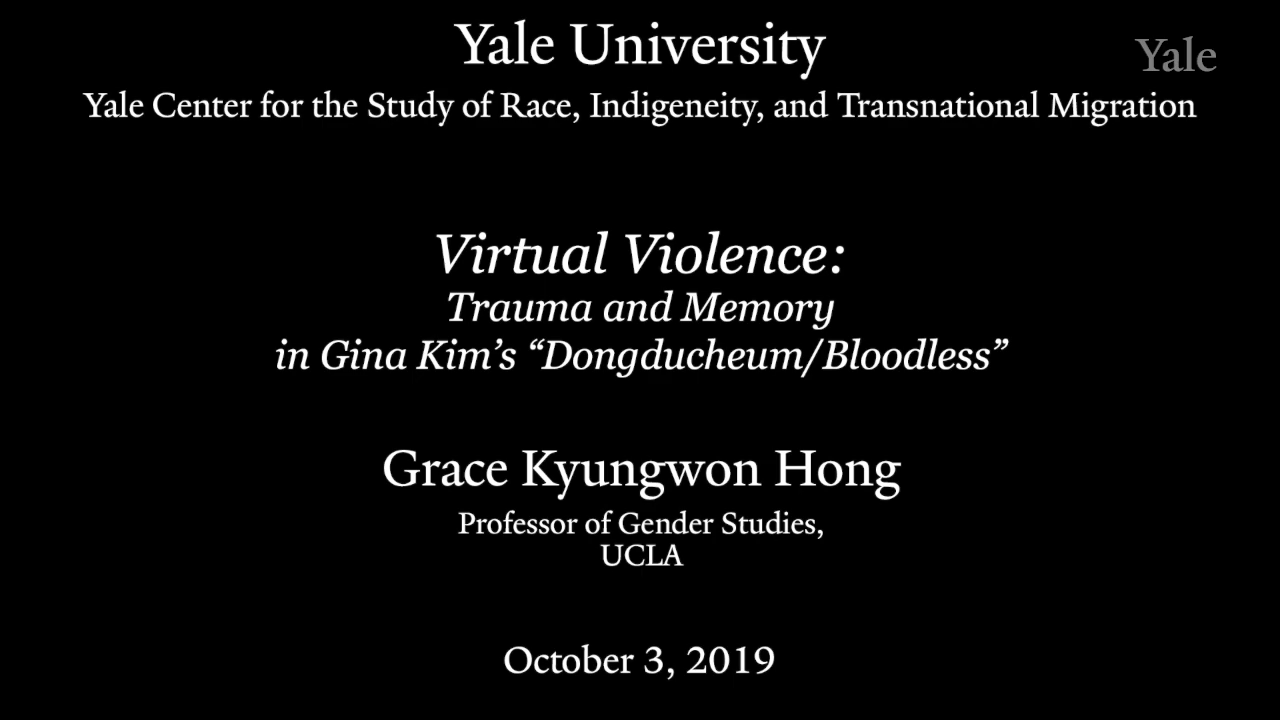 Yale University
Yale
Yale Center for the Study of Race, Indigeneity, and Transnational Migration
Virtual Violence:
Trauma and Memory
in Gina Kim’s “Dongducheum/Bloodless”
Grace Kyungwon Hong
Professor of Gender Studies,
UCLA
October 3, 2019